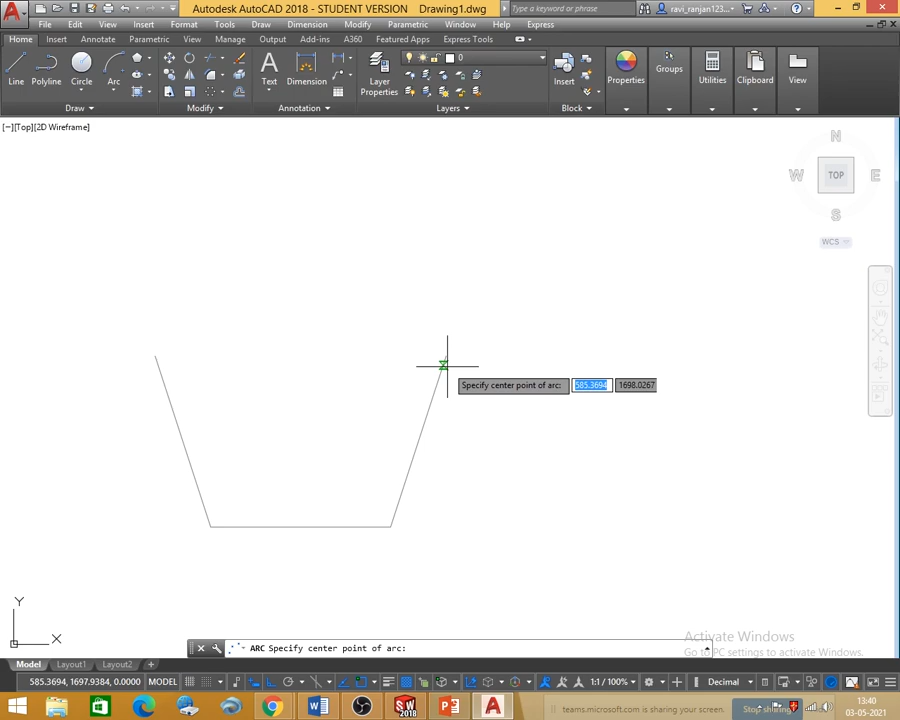 Autodesk AutoCAD 2018 - STUDENT VERSION Drawing1.dwg
Type a keyword or phrase
ravi_ranjan123...
File Edit View Insert Format Tools Draw Dimension Modify Parametric Window Help Express
Home Insert Annotate Parametric View Manage Output Add-ins A360 Featured Apps Express Tools
Line Polyline Circle Arc
Text Dimension
Layer Properties
0
Insert
Properties Groups Utilities Clipboard View
Draw Modify Annotation Layers Block
[−][Top][2D Wireframe]
N
W TOP E
S
WCS
Specify center point of arc: 585.3694 1698.0267
Y
X
Activate Windows
Go to PC settings to activate Windows.
ARC Specify center point of arc:
Model Layout1 Layout2 +
585.3694, 1697.9384, 0.0000 MODEL 1:1 / 100% Decimal
SW 2018
teams.microsoft.com is sharing your screen.
Stop sharing
13:40
03-05-2021